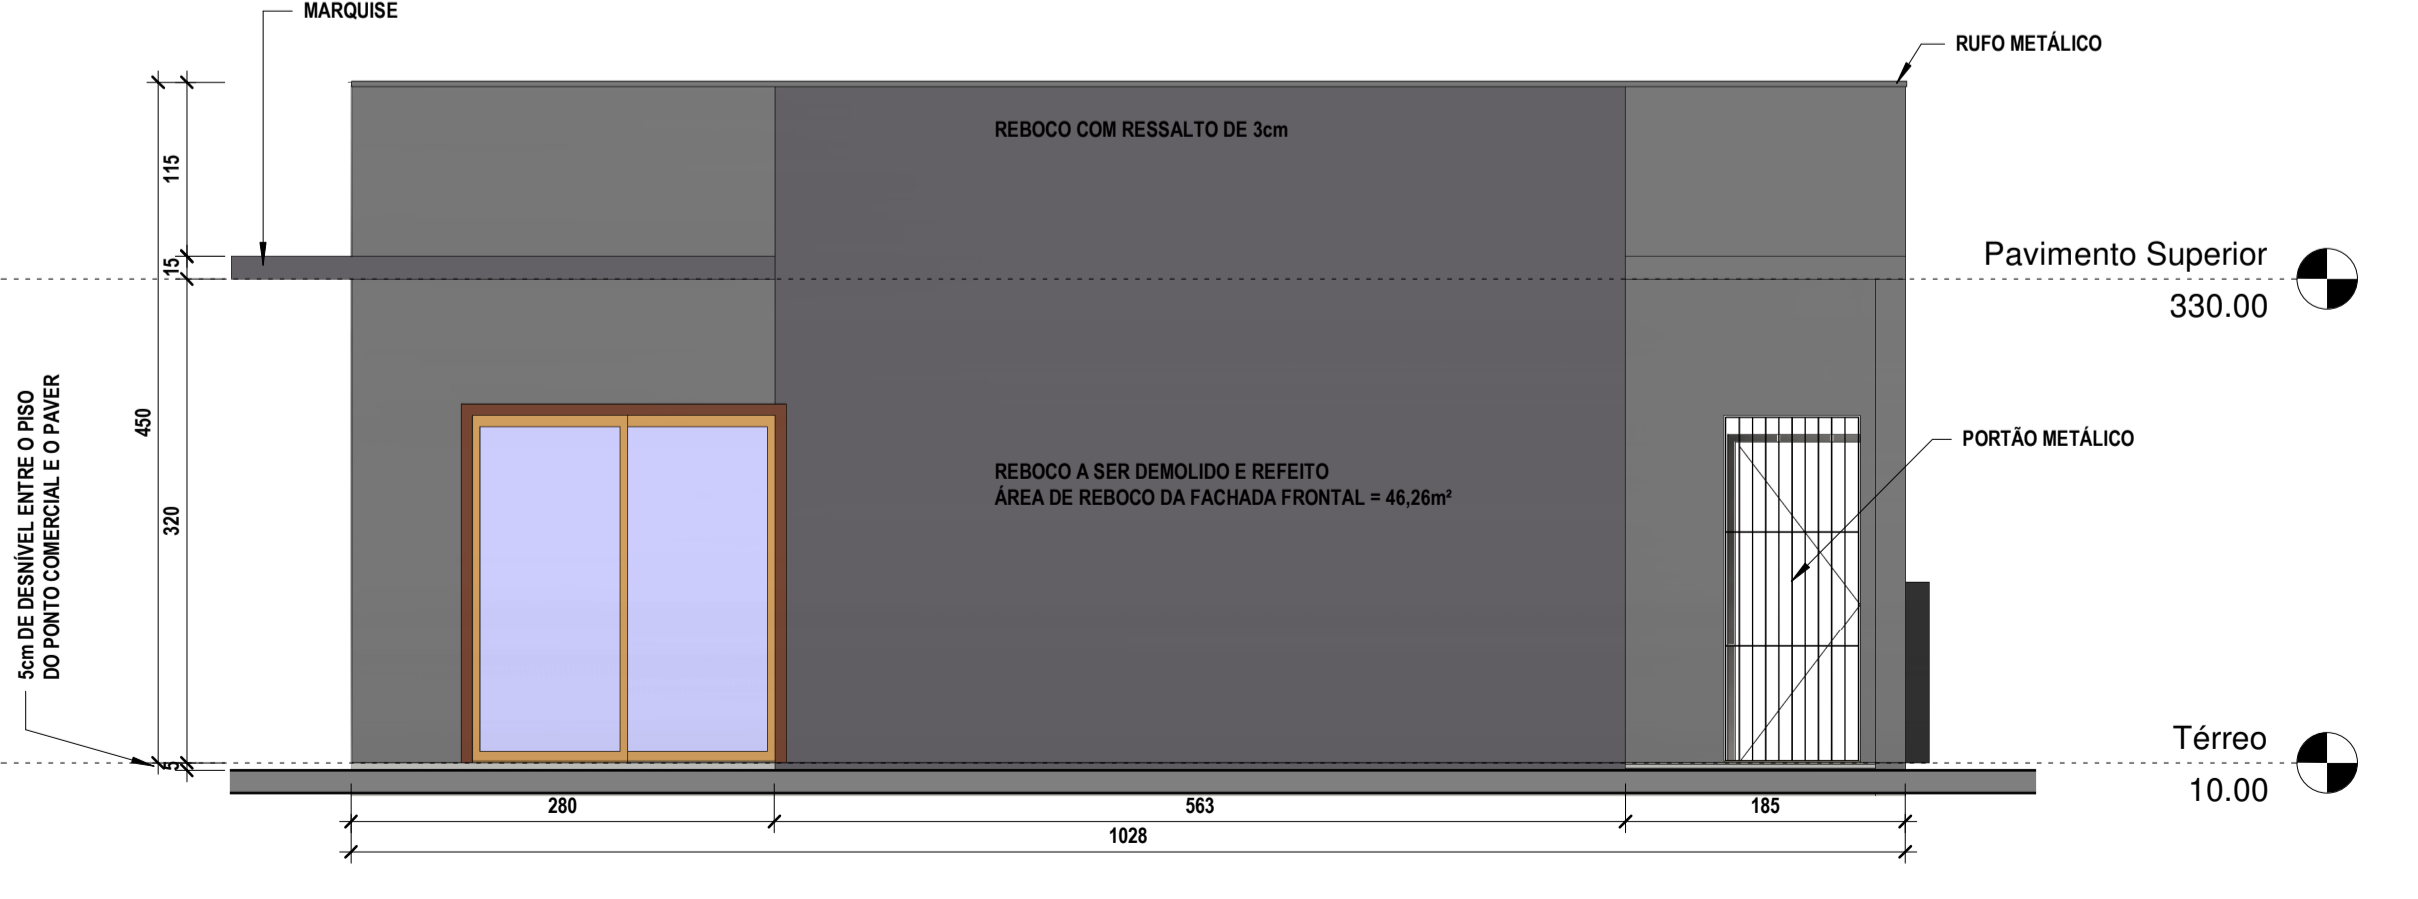 MARQUISE
RUFO METÁLICO
REBOCO COM RESSALTO DE 3cm
115
15
Pavimento Superior
330.00
450
320
5
5cm DE DESNÍVEL ENTRE O PISO
DO PONTO COMERCIAL E O PAVER
PORTÃO METÁLICO
REBOCO A SER DEMOLIDO E REFEITO
ÁREA DE REBOCO DA FACHADA FRONTAL = 46,26m²
Térreo
10.00
280
563
185
1028